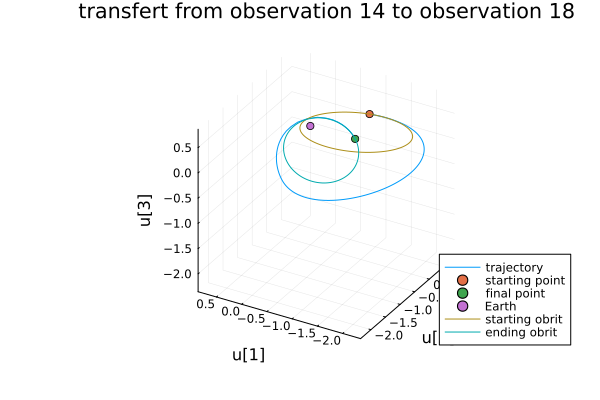 transfert from observation 14 to observation 18
0.5
0.0
−0.5
−1.0
−1.5
−2.0
u[3]
0.5
0.0
−0.5
−1.0
−1.5
−2.0
u[1]
−2.0
−1.5
−1.0
u[
trajectory
starting point
final point
Earth
starting obrit
ending obrit